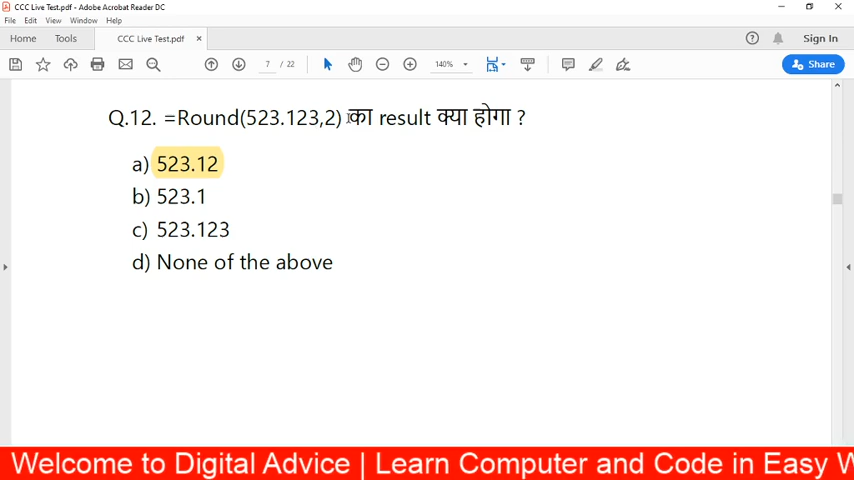 CCC Live Test.pdf - Adobe Acrobat Reader DC
File Edit View Window Help
Home Tools CCC Live Test.pdf × Sign In
7 / 22 140% Share
Q.12. =Round(523.123,2) का result क्या होगा ?
a) 523.12
b) 523.1
c) 523.123
d) None of the above
Welcome to Digital Advice | Learn Computer and Code in Easy W